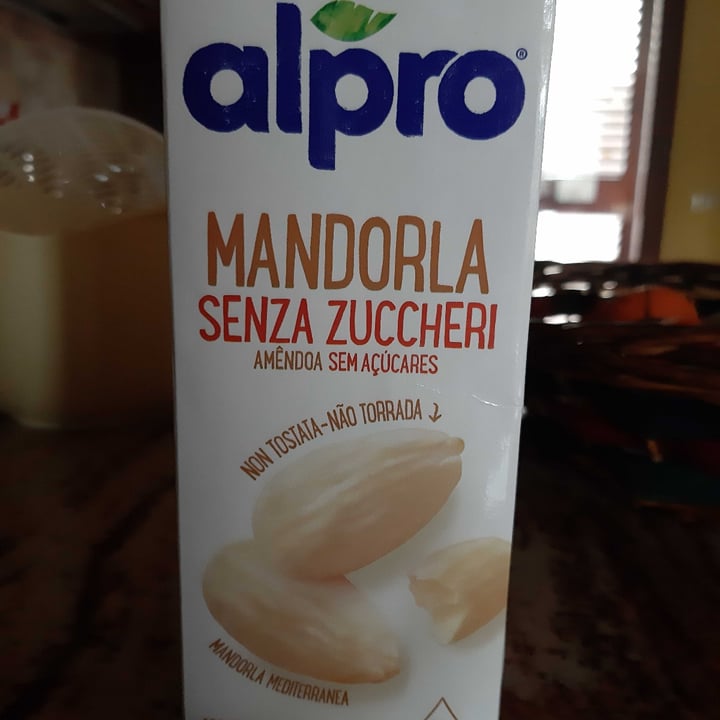 alpro®
MANDORLA
SENZA ZUCCHERI
AMÊNDOA SEM AÇÚCARES
NON TOSTATA-NÃO TORRADA
MANDORLA MEDITERRANEA